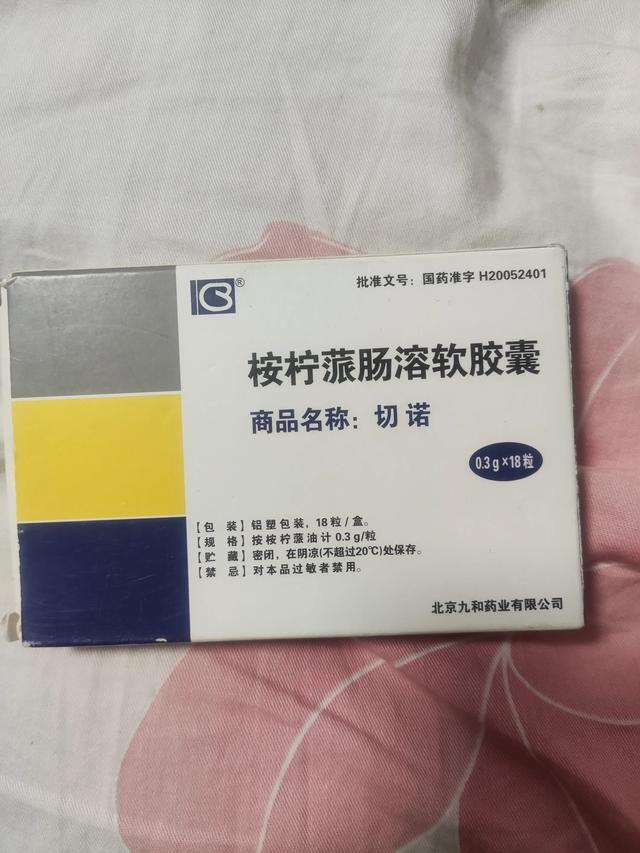 批准文号：国药准字 H20052401
桉柠蒎肠溶软胶囊
商品名称：切诺
0.3g×18粒
【包 装】铝塑包装，18粒/盒。
【规 格】按桉柠蒎油计 0.3g/粒
【贮 藏】密闭，在阴凉(不超过20℃)处保存。
【禁 忌】对本品过敏者禁用。
北京九和药业有限公司